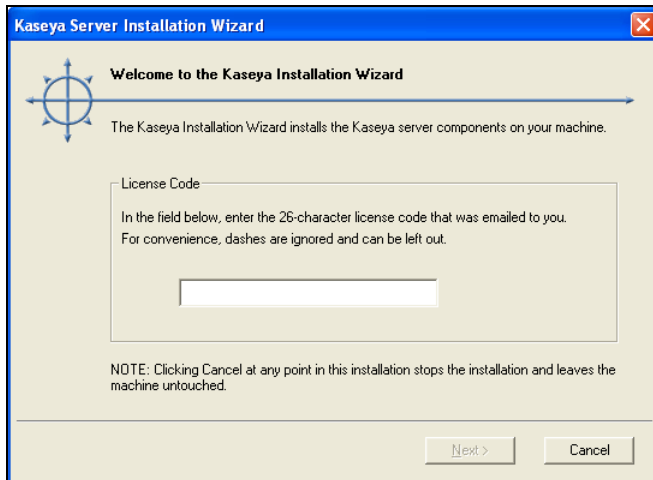 Kaseya Server Installation Wizard
Welcome to the Kaseya Installation Wizard
The Kaseya Installation Wizard installs the Kaseya server components on your machine.
License Code
In the field below, enter the 26-character license code that was emailed to you.
For convenience, dashes are ignored and can be left out.
NOTE: Clicking Cancel at any point in this installation stops the installation and leaves the
machine untouched.
Next > Cancel